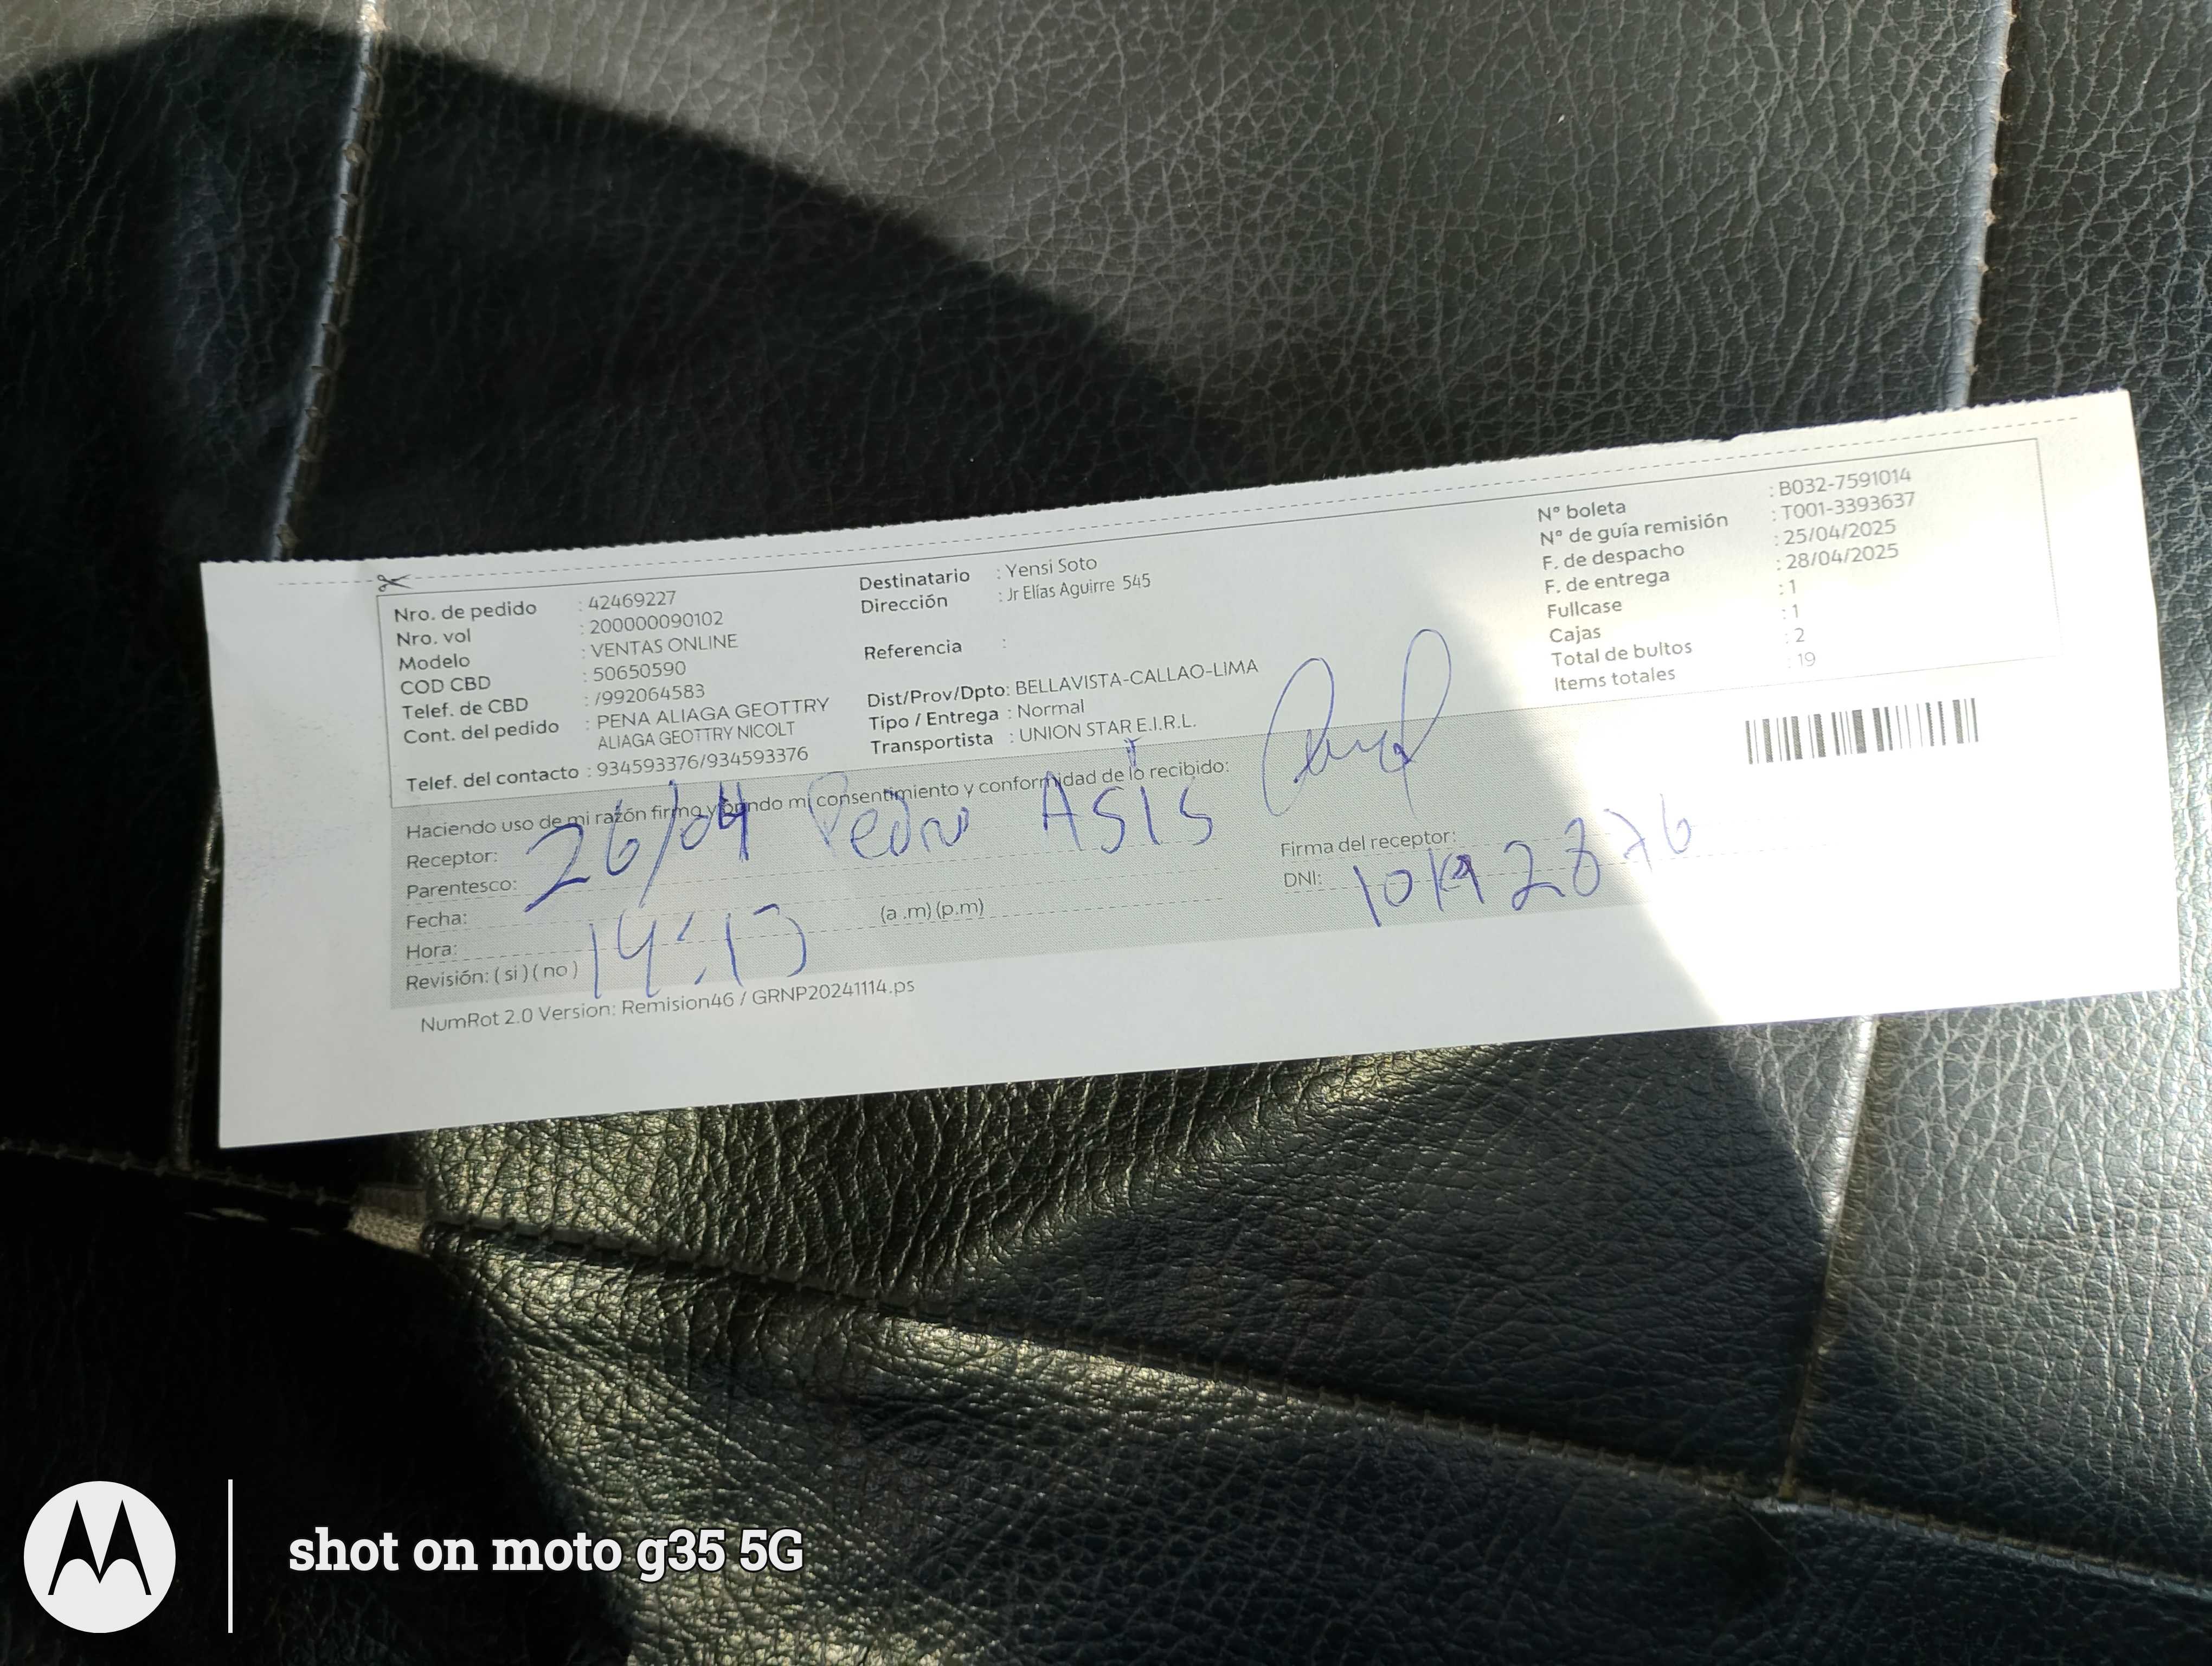 Nro. de pedido : 42469227
Nro. vol : 200000090102
Modelo : VENTAS ONLINE
COD CBD : 50650590
Telef. de CBD : /992064583
Cont. del pedido : PENA ALIAGA GEOTTRY
ALIAGA GEOTTRY NICOLT
Telef. del contacto : 934593376/934593376
Destinatario : Yensi Soto
Dirección : Jr Elías Aguirre 545
Referencia :
Dist/Prov/Dpto: BELLAVISTA-CALLAO-LIMA
Tipo / Entrega : Normal
Transportista : UNION STAR E.I.R.L.
N° boleta : B032-7591014
N° de guía remisión : T001-3393637
F. de despacho : 25/04/2025
F. de entrega : 28/04/2025
Fullcase : 1
Cajas : 1
Total de bultos : 2
Items totales : 19
Haciendo uso de mi razón firmo y brindo mi consentimiento y conformidad de lo recibido:
Receptor:
26/04 Pedro ASIS
Parentesco:
Fecha:
Hora: (a .m) (p.m)
14:13
Revisión: ( si ) ( no )
Firma del receptor:
DNI:
NumRot 2.0 Version: Remision46 / GRNP20241114.ps
shot on moto g35 5G